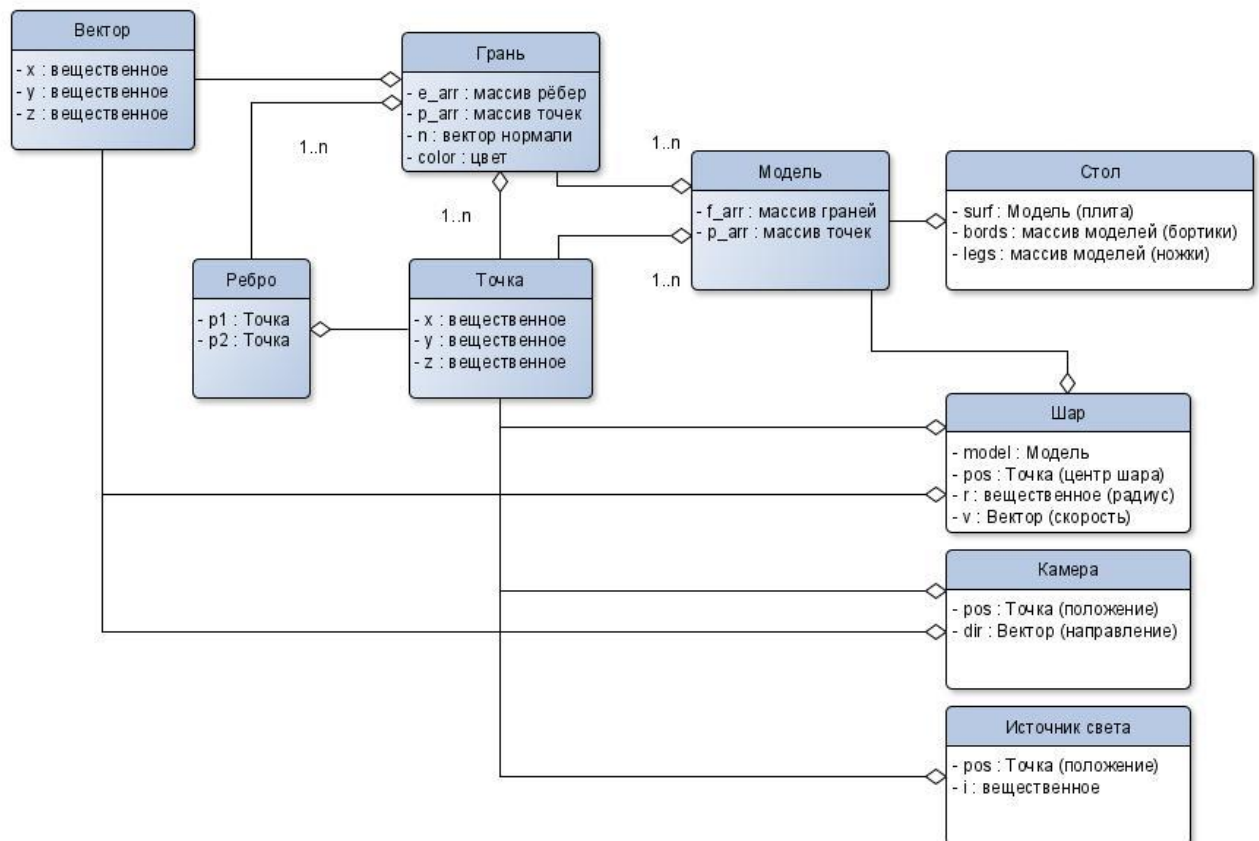 Вектор
- x : вещественное
- y : вещественное
- z : вещественное
Грань
- e_arr : массив рёбер
- p_arr : массив точек
- n : вектор нормали
- color : цвет
1..n
1..n
1..n
Модель
- f_arr : массив граней
- p_arr : массив точек
1..n
Стол
- surf : Модель (плита)
- bords : массив моделей (бортики)
- legs : массив моделей (ножки)
Ребро
- p1 : Точка
- p2 : Точка
Точка
- x : вещественное
- y : вещественное
- z : вещественное
Шар
- model : Модель
- pos : Точка (центр шара)
- r : вещественное (радиус)
- v : Вектор (скорость)
Камера
- pos : Точка (положение)
- dir : Вектор (направление)
Источник света
- pos : Точка (положение)
- i : вещественное